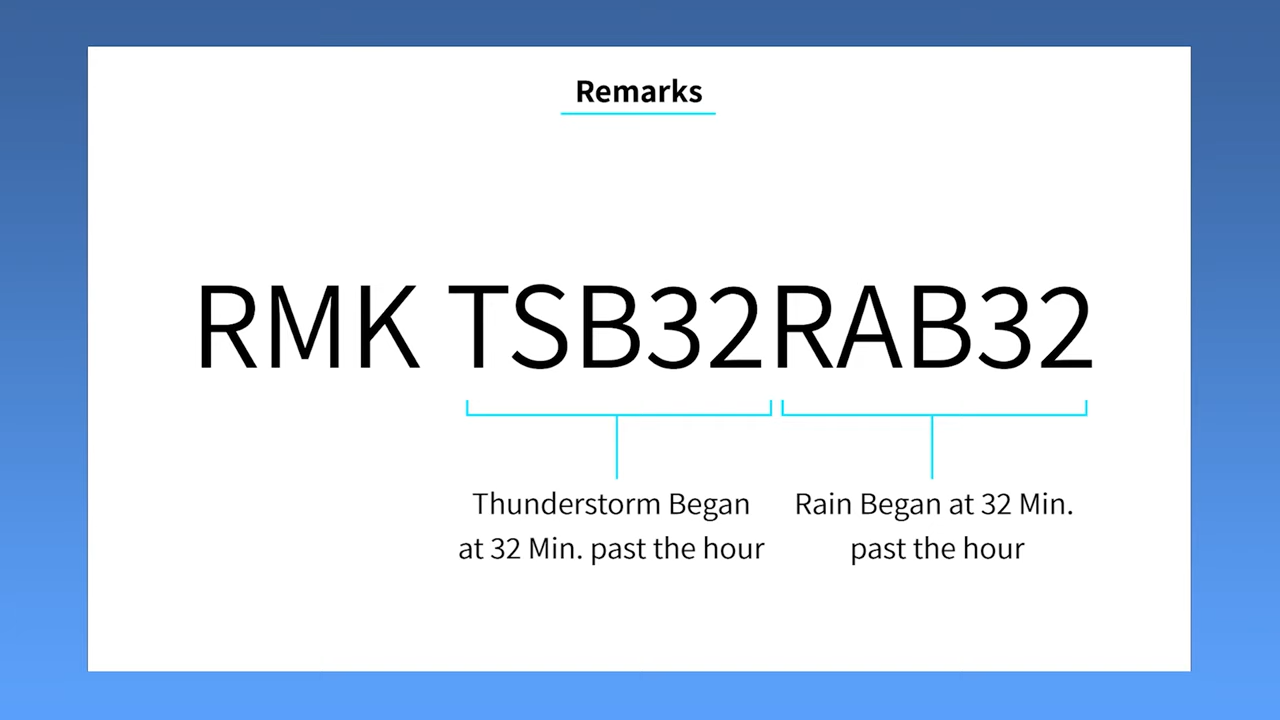 Remarks
RMK TSB32RAB32
Thunderstorm Began
at 32 Min. past the hour
Rain Began at 32 Min.
past the hour